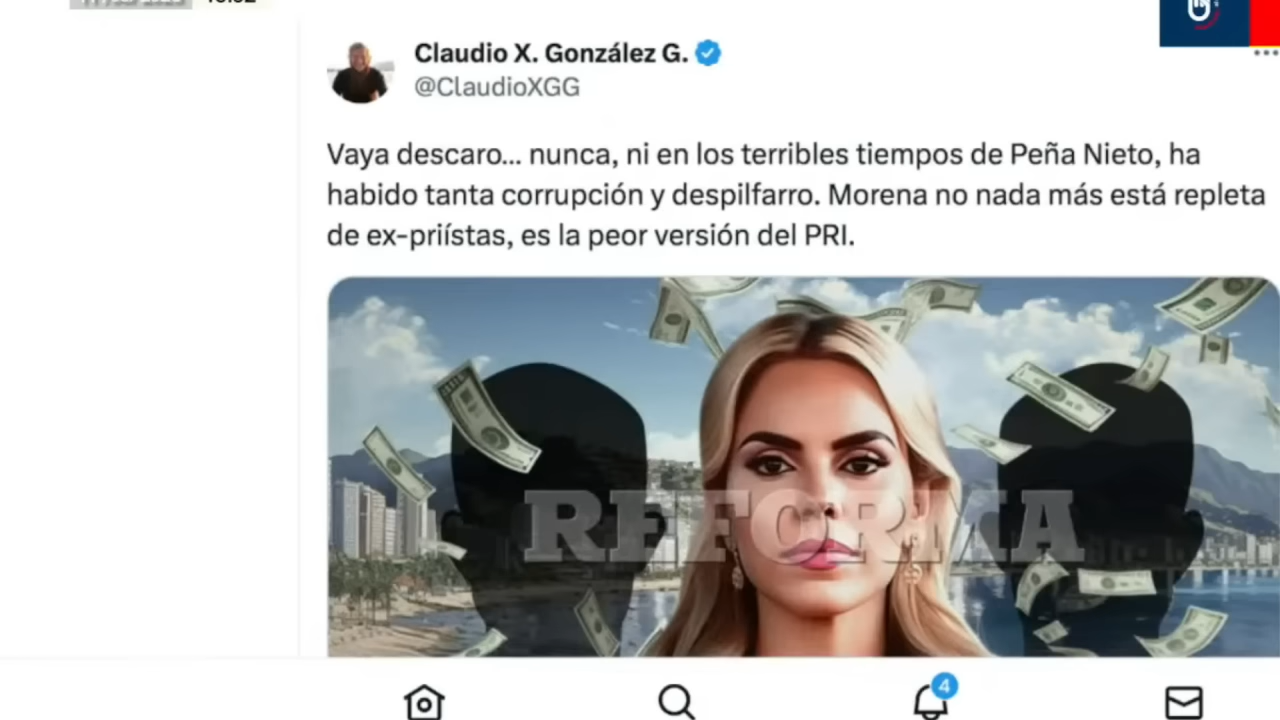 Claudio X. González G.
@ClaudioXGG
Vaya descaro... nunca, ni en los terribles tiempos de Peña Nieto, ha
habido tanta corrupción y despilfarro. Morena no nada más está repleta
de ex-priístas, es la peor versión del PRI.
REFORMA
4